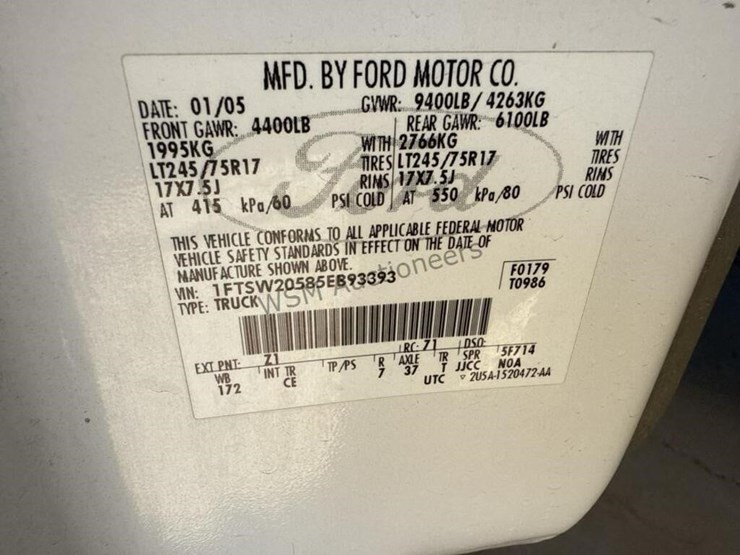 MFD. BY FORD MOTOR CO.
DATE: 01/05 GVWR: 9400LB/ 4263KG
FRONT GAWR: 4400LB REAR GAWR: 6100LB
1995KG WITH 2766KG WITH
LT245/75R17 TIRES LT245/75R17 TIRES
17X7.5J RIMS 17X7.5J RIMS
AT 415 kPa/60 PSI COLD AT 550 kPa/80 PSI COLD
Ford
THIS VEHICLE CONFORMS TO ALL APPLICABLE FEDERAL MOTOR
VEHICLE SAFETY STANDARDS IN EFFECT ON THE DATE OF
MANUFACTURE SHOWN ABOVE.
VIN: 1FTSW20585EB93393 F0179
TYPE: TRUCK T0986
WSM Auctioneers
EXT PNT: Z1 RC: 71 DSO:
WB INT TR TP/PS R AXLE TR SPR 5F714
172 CE 7 37 T JJCC N0A
UTC 2U5A-1520472-AA